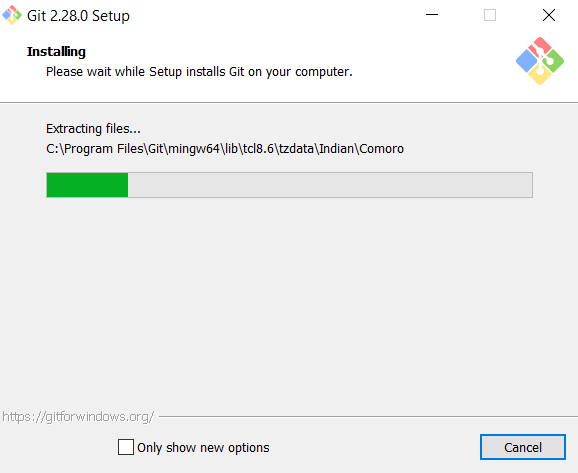 Git 2.28.0 Setup
Installing
Please wait while Setup installs Git on your computer.
Extracting files...
C:\Program Files\Git\mingw64\lib\tcl8.6\tzdata\Indian\Comoro
https://gitforwindows.org/
Only show new options
Cancel